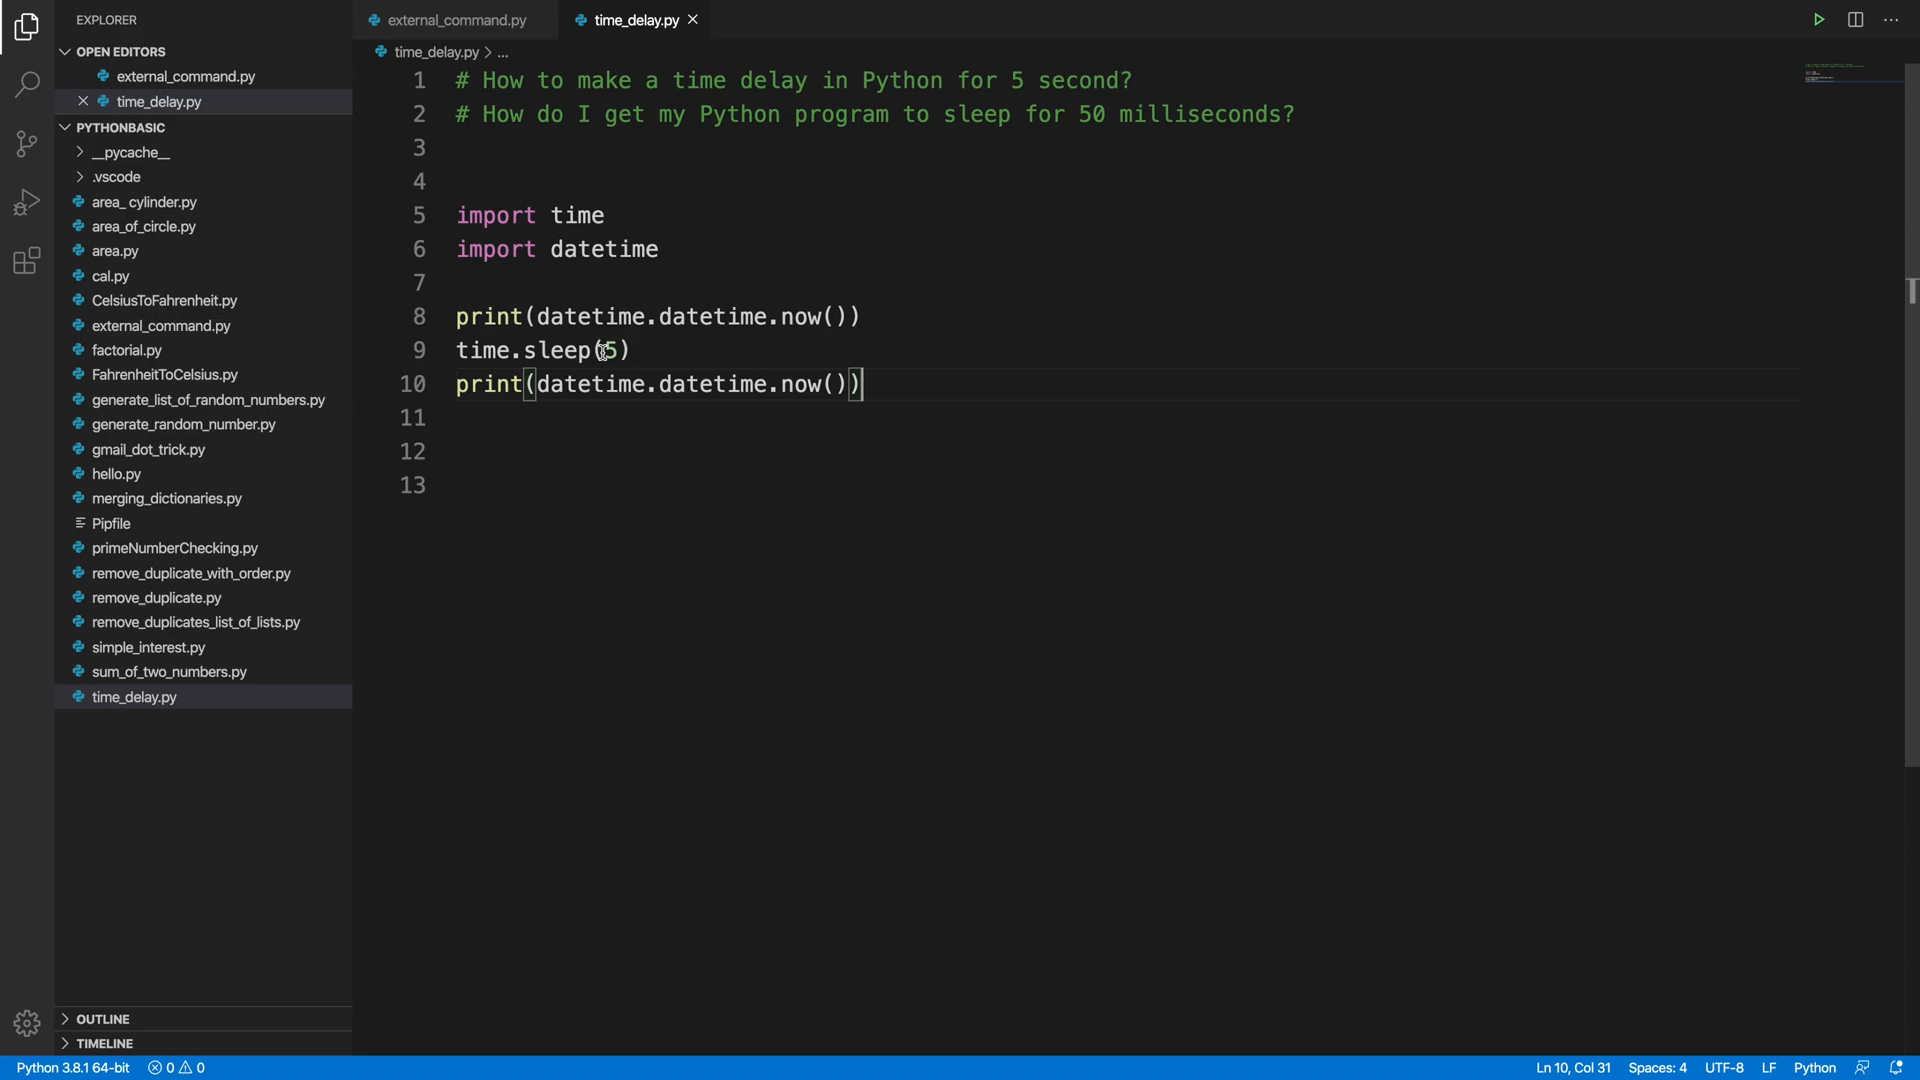 EXPLORER
OPEN EDITORS
external_command.py
time_delay.py
PYTHONBASIC
__pycache__
.vscode
area_ cylinder.py
area_of_circle.py
area.py
cal.py
CelsiusToFahrenheit.py
external_command.py
factorial.py
FahrenheitToCelsius.py
generate_list_of_random_numbers.py
generate_random_number.py
gmail_dot_trick.py
hello.py
merging_dictionaries.py
Pipfile
primeNumberChecking.py
remove_duplicate_with_order.py
remove_duplicate.py
remove_duplicates_list_of_lists.py
simple_interest.py
sum_of_two_numbers.py
time_delay.py
OUTLINE
TIMELINE
external_command.py time_delay.py
time_delay.py > ...
1 # How to make a time delay in Python for 5 second?
2 # How do I get my Python program to sleep for 50 milliseconds?
3
4
5 import time
6 import datetime
7
8 print(datetime.datetime.now())
9 time.sleep(5)
10 print(datetime.datetime.now())
11
12
13
Python 3.8.1 64-bit 0 0 Ln 10, Col 31 Spaces: 4 UTF-8 LF Python